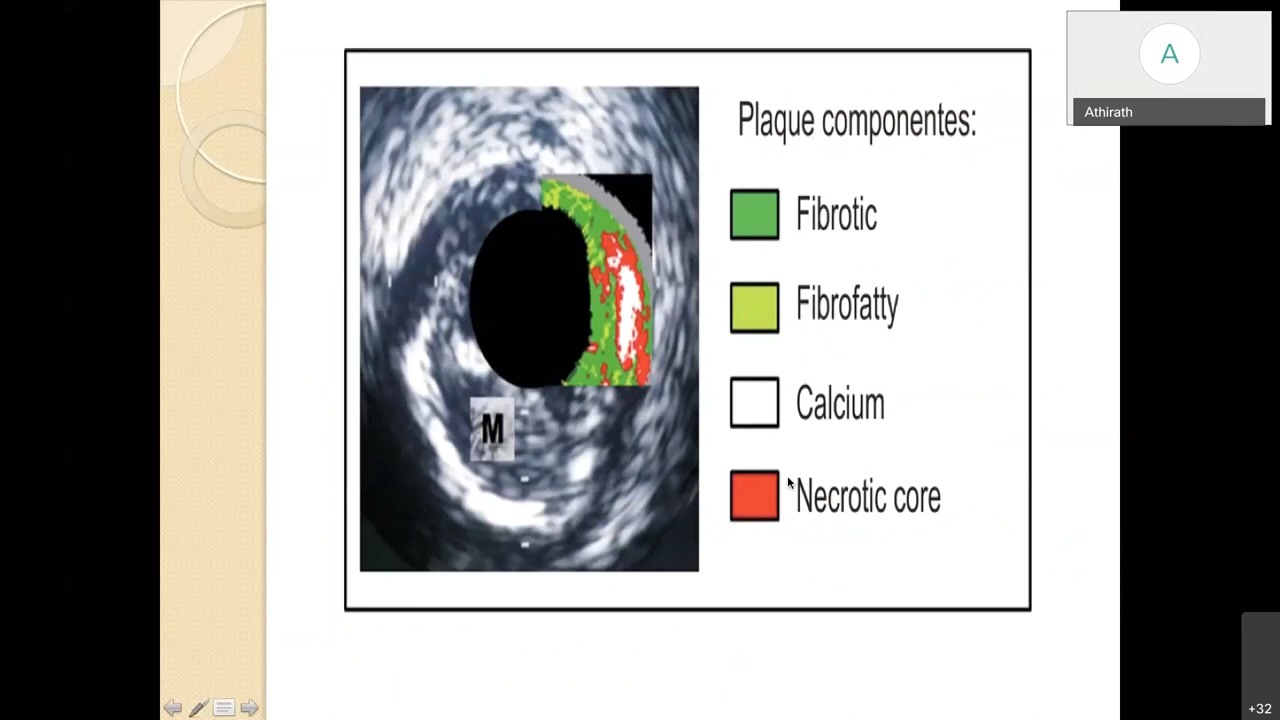 A
Athirath
Plaque componentes:
Fibrotic
Fibrofatty
Calcium
M
Necrotic core
+32